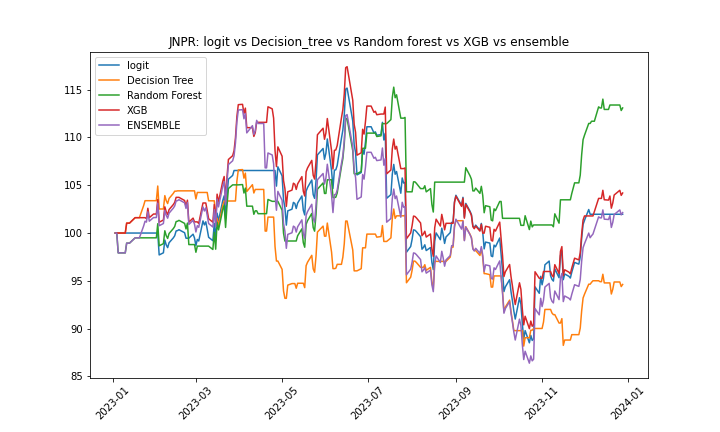 JNPR: logit vs Decision_tree vs Random forest vs XGB vs ensemble
logit
Decision Tree
Random Forest
XGB
ENSEMBLE
115
110
105
100
95
90
85
2023-01
2023-03
2023-05
2023-07
2023-09
2023-11
2024-01